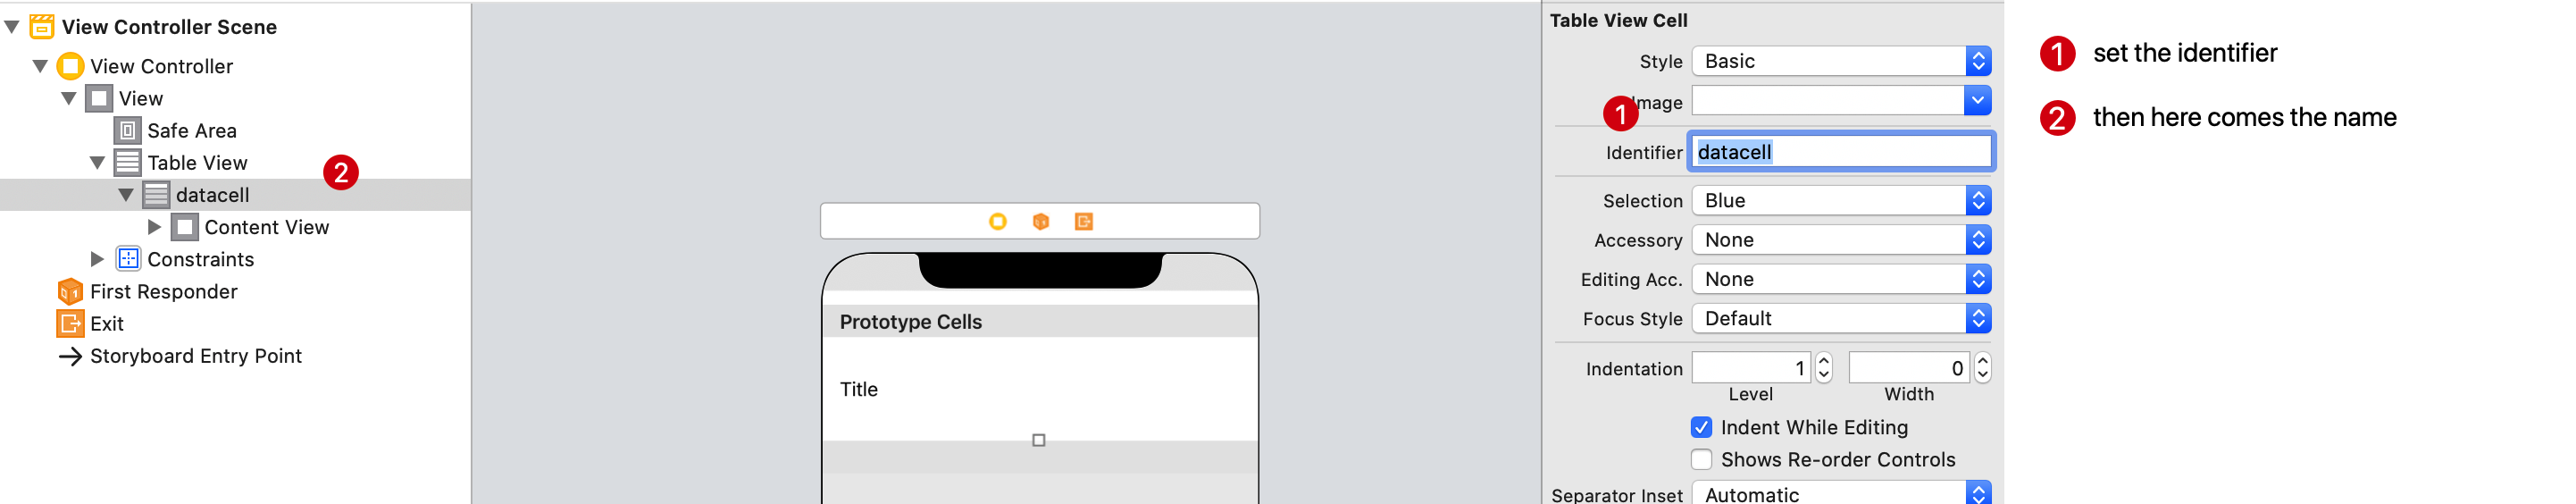 View Controller Scene
View Controller
View
Safe Area
Table View
2
datacell
Content View
Constraints
First Responder
Exit
Storyboard Entry Point
Prototype Cells
Title
Table View Cell
Style Basic
Image
1
Identifier datacell
Selection Blue
Accessory None
Editing Acc. None
Focus Style Default
Indentation 1 0
Level Width
Indent While Editing
Shows Re-order Controls
Separator Inset Automatic
1 set the identifier
2 then here comes the name